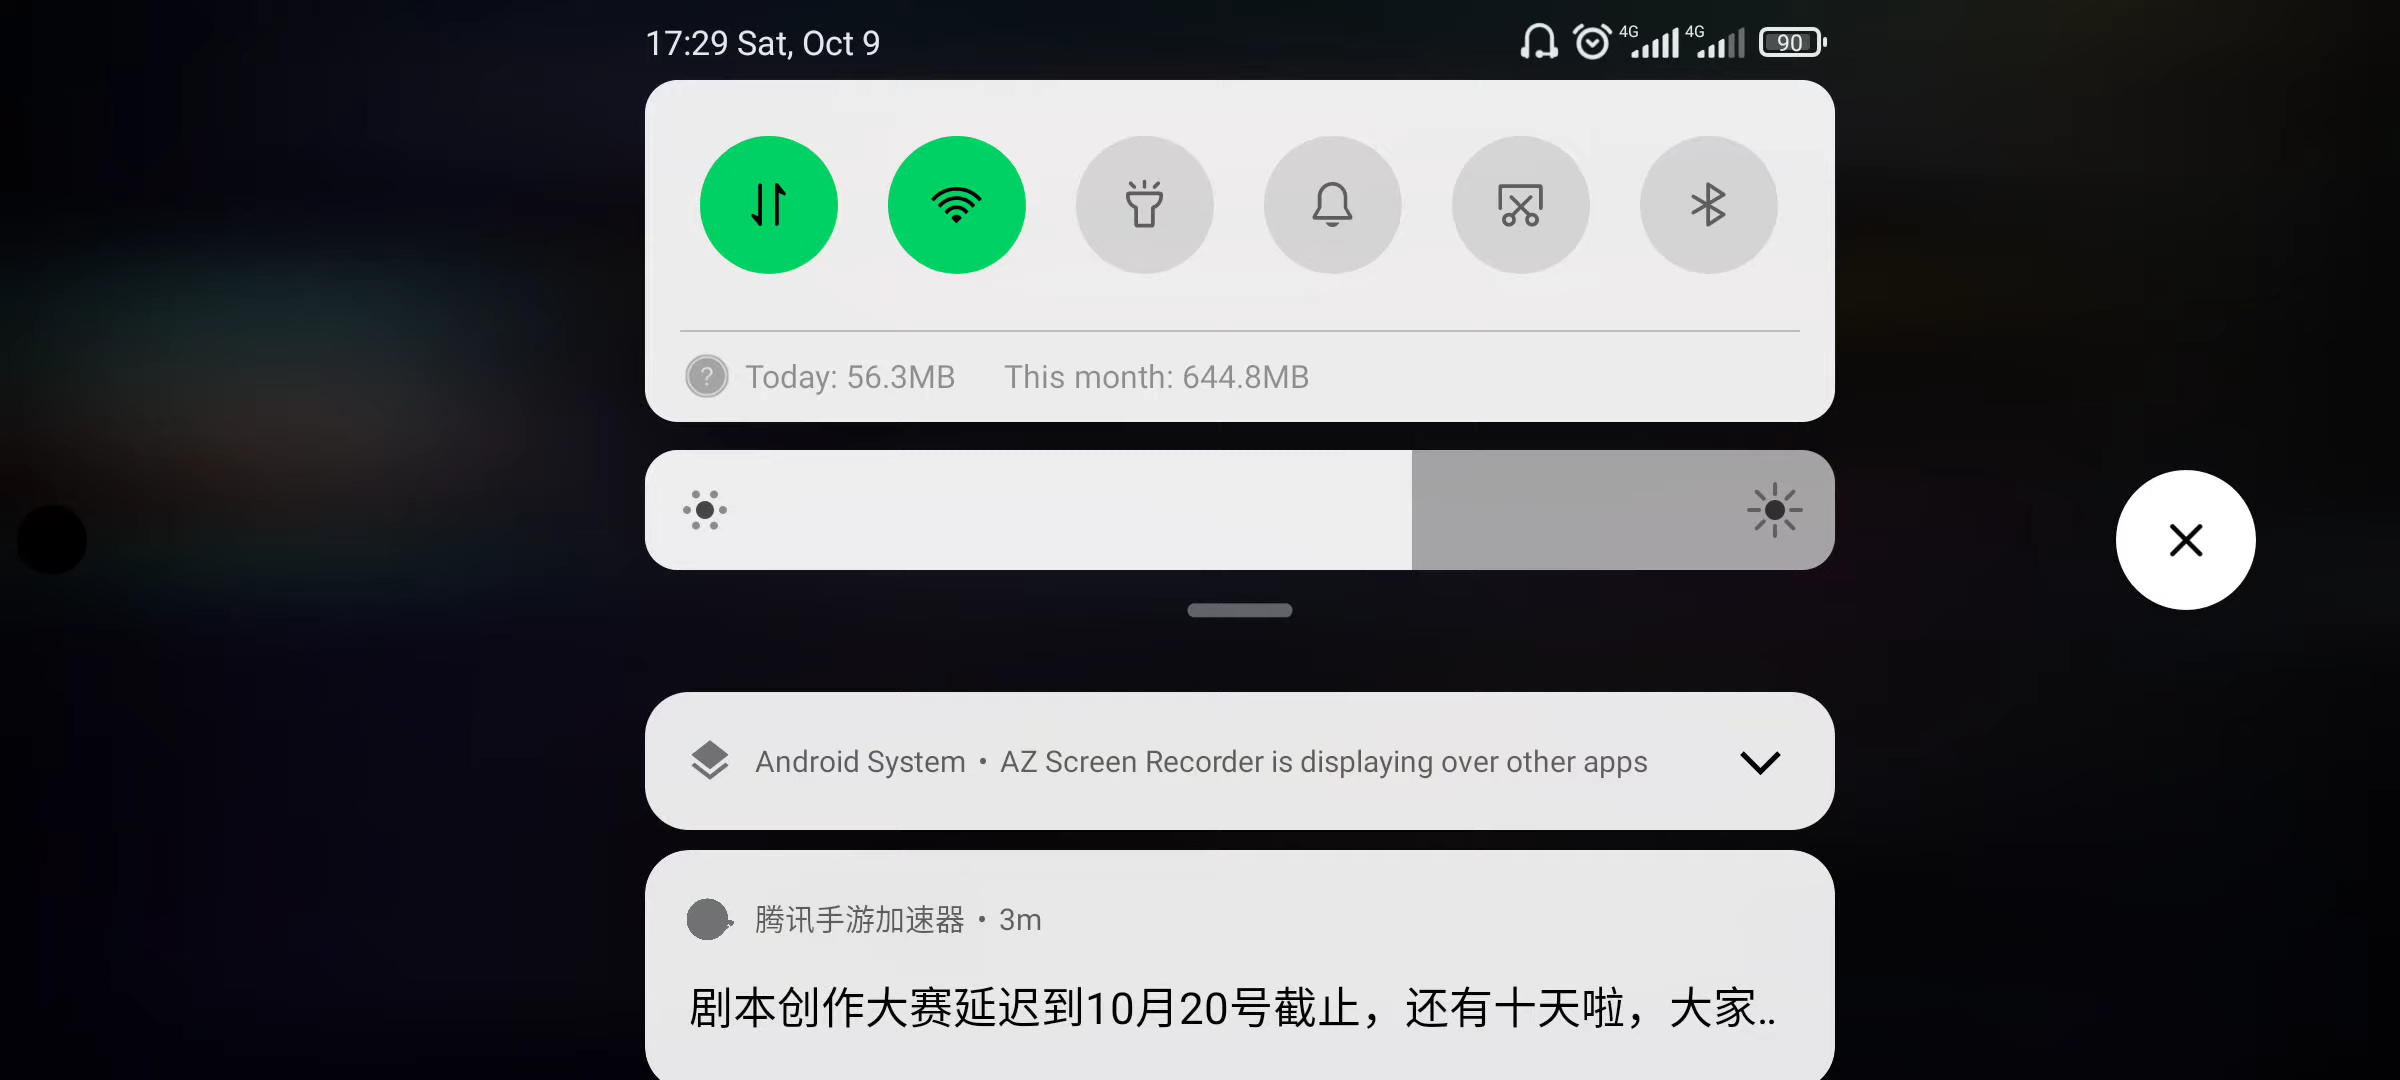 17:29 Sat, Oct 9
4G 4G 90
? Today: 56.3MB This month: 644.8MB
Android System • AZ Screen Recorder is displaying over other apps
腾讯手游加速器 • 3m
剧本创作大赛延迟到10月20号截止，还有十天啦，大家..